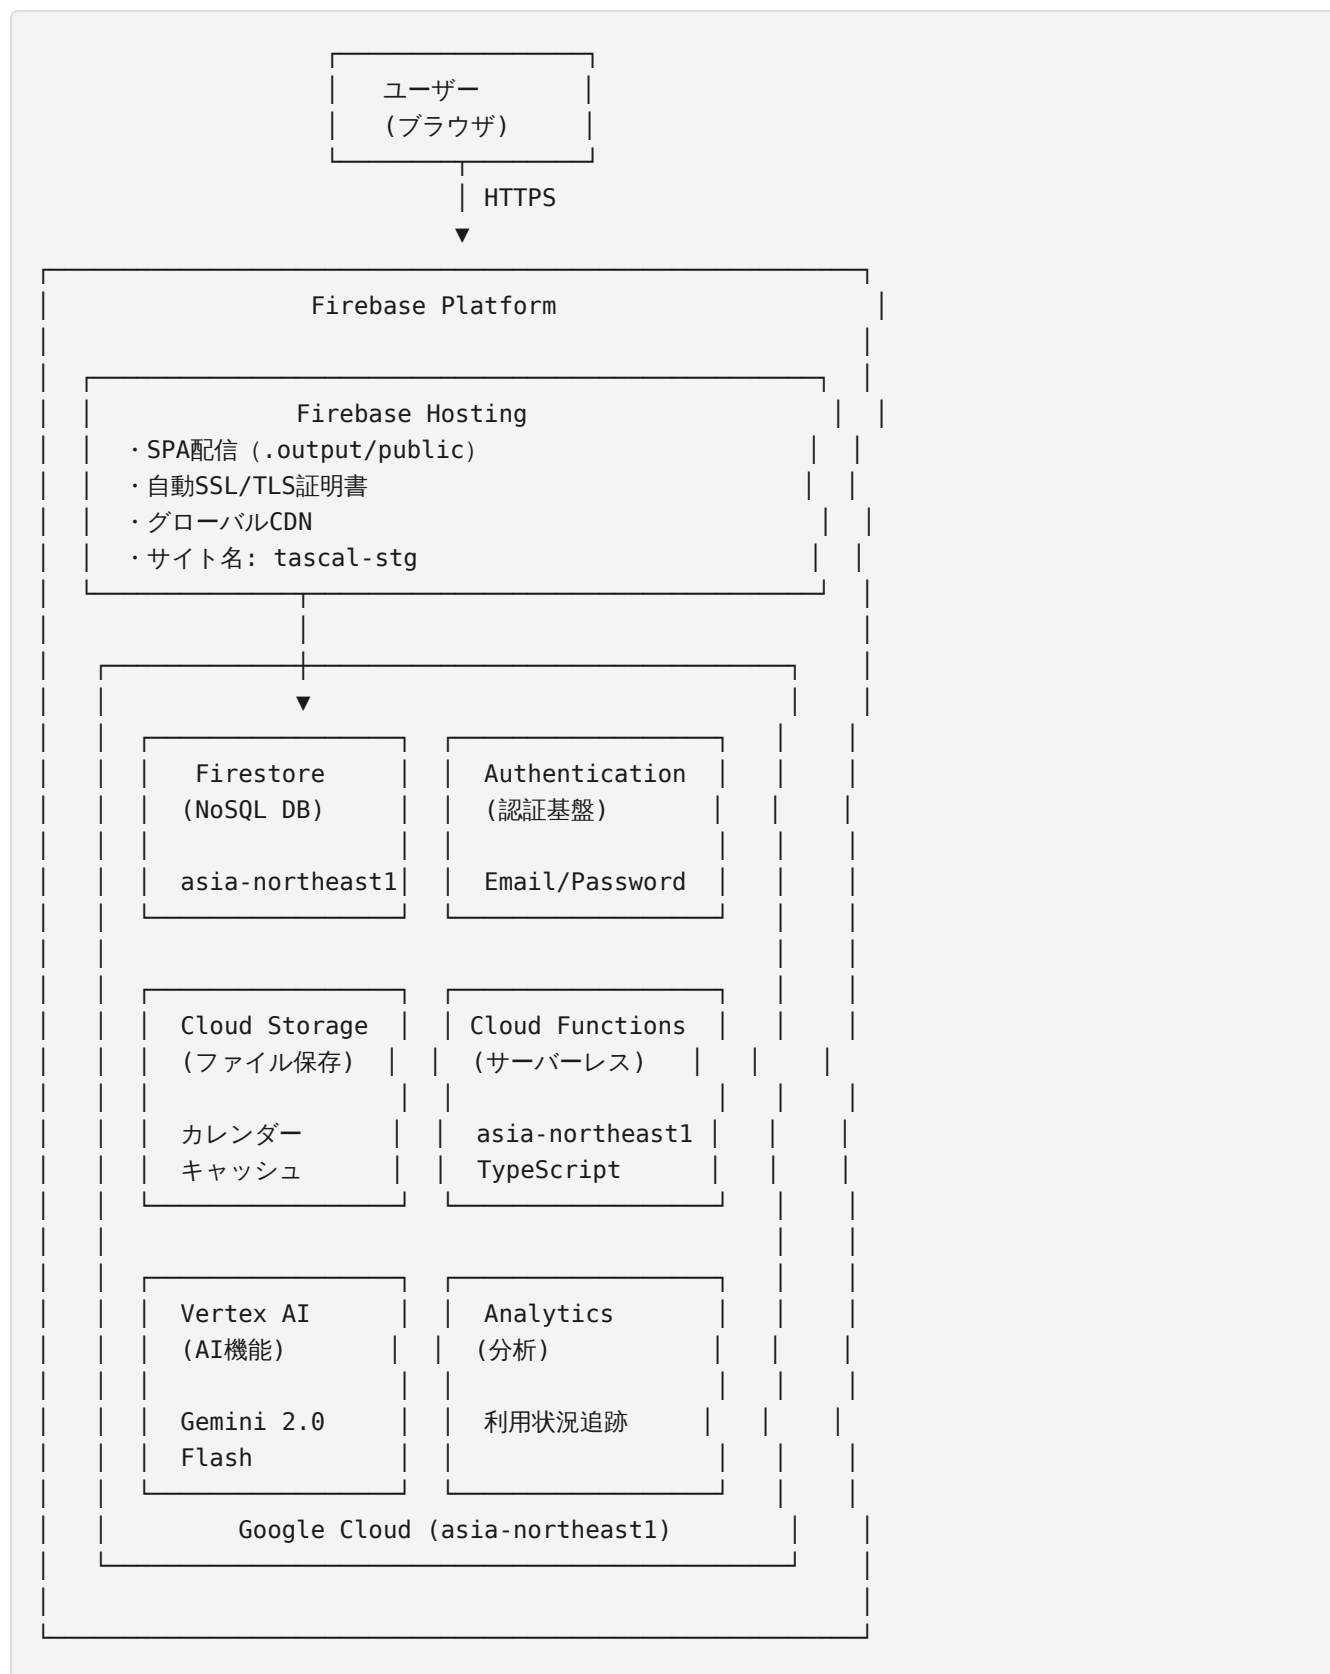 ユーザー
(ブラウザ)
HTTPS
Firebase Platform
Firebase Hosting
・SPA配信（.output/public）
・自動SSL/TLS証明書
・グローバルCDN
・サイト名: tascal-stg
Firestore Authentication
(NoSQL DB) (認証基盤)
asia-northeast1 Email/Password
Cloud Storage Cloud Functions
(ファイル保存) (サーバーレス)
カレンダー asia-northeast1
キャッシュ TypeScript
Vertex AI Analytics
(AI機能) (分析)
Gemini 2.0 利用状況追跡
Flash
Google Cloud (asia-northeast1)